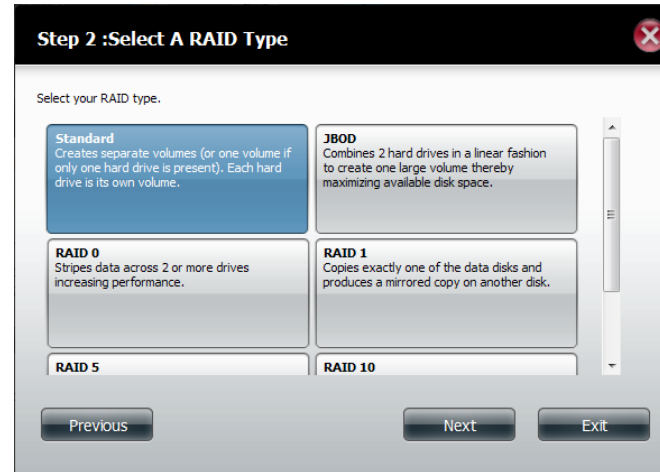 Step 2 :Select A RAID Type
Select your RAID type.
Standard
Creates separate volumes (or one volume if
only one hard drive is present). Each hard
drive is its own volume.
JBOD
Combines 2 hard drives in a linear fashion
to create one large volume thereby
maximizing available disk space.
RAID 0
Stripes data across 2 or more drives
increasing performance.
RAID 1
Copies exactly one of the data disks and
produces a mirrored copy on another disk.
RAID 5
RAID 10
Previous
Next
Exit